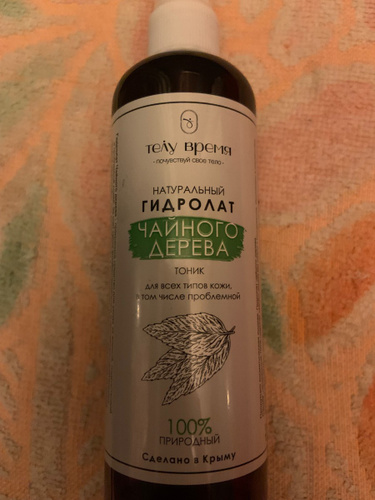 телу время
-почувствуй свое тело-
НАТУРАЛЬНЫЙ
ГИДРОЛАТ
ЧАЙНОГО
ДЕРЕВА
ТОНИК
для всех типов кожи,
в том числе проблемной
100%
ПРИРОДНЫЙ
Сделано в Крыму